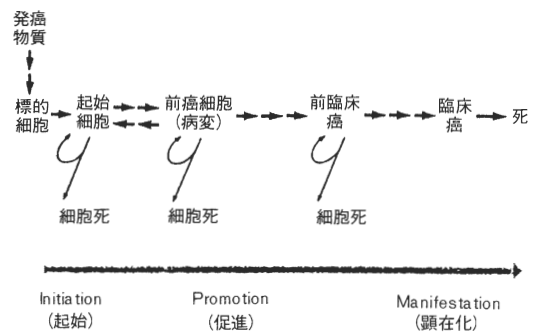 発癌
物質
標的
細胞
起始
細胞
前癌細胞
（病変）
前臨床
癌
臨床
癌
死
細胞死
細胞死
細胞死
Initiation
（起始）
Promotion
（促進）
Manifestation
（顕在化）